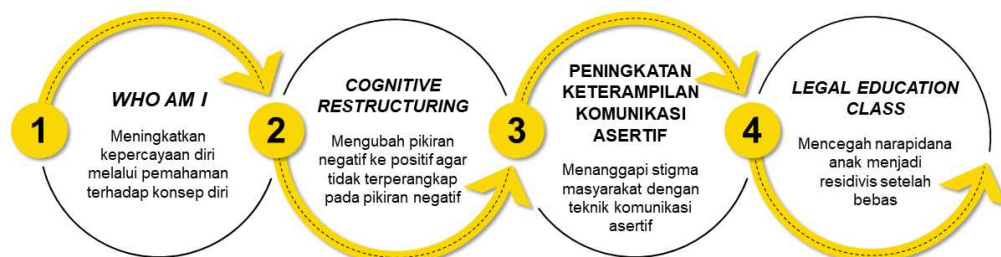 1
WHO AM I
Meningkatkan
kepercayaan diri
melalui pemahaman
terhadap konsep diri
2
COGNITIVE
RESTRUCTURING
Mengubah pikiran
negatif ke positif agar
tidak terperangkap
pada pikiran negatif
3
PENINGKATAN
KETERAMPILAN
KOMUNIKASI
ASERTIF
Menanggapi stigma
masyarakat dengan
teknik komunikasi
asertif
4
LEGAL EDUCATION
CLASS
Mencegah narapidana
anak menjadi
residivis setelah
bebas